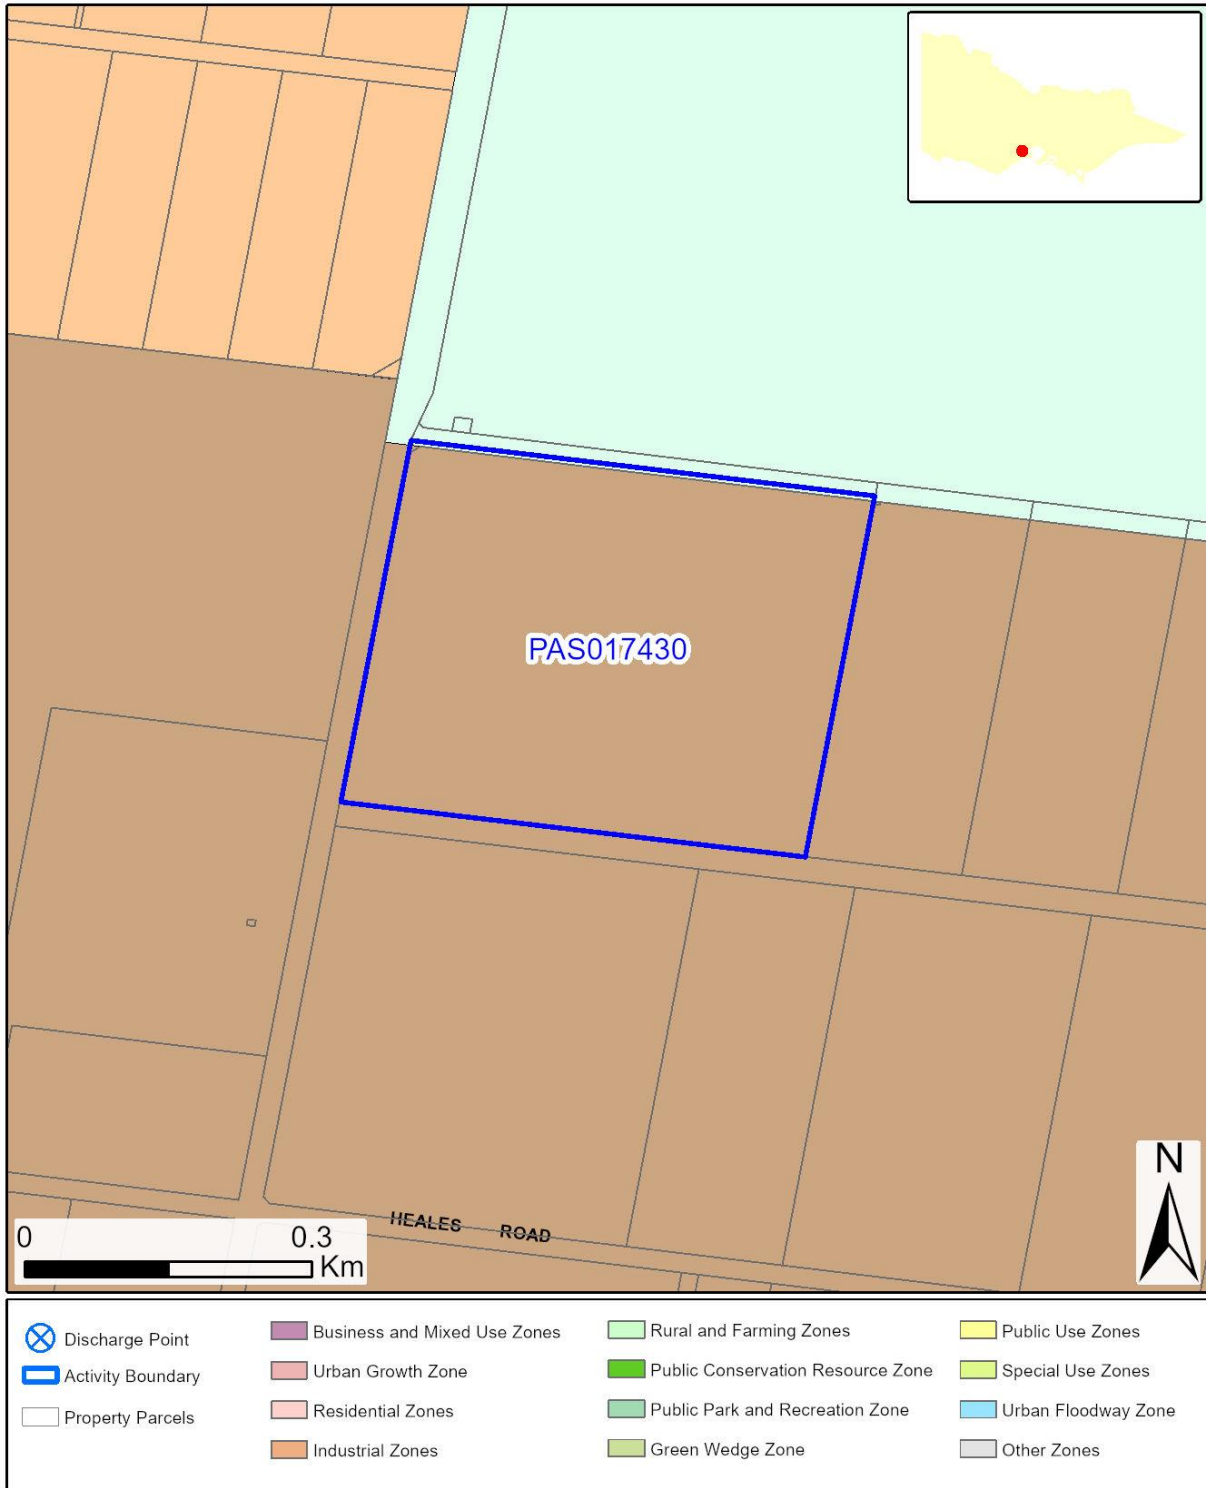 PAS017430
HEALES ROAD
0 0.3
Km
N
Discharge Point
Activity Boundary
Property Parcels
Business and Mixed Use Zones
Urban Growth Zone
Residential Zones
Industrial Zones
Rural and Farming Zones
Public Conservation Resource Zone
Public Park and Recreation Zone
Green Wedge Zone
Public Use Zones
Special Use Zones
Urban Floodway Zone
Other Zones